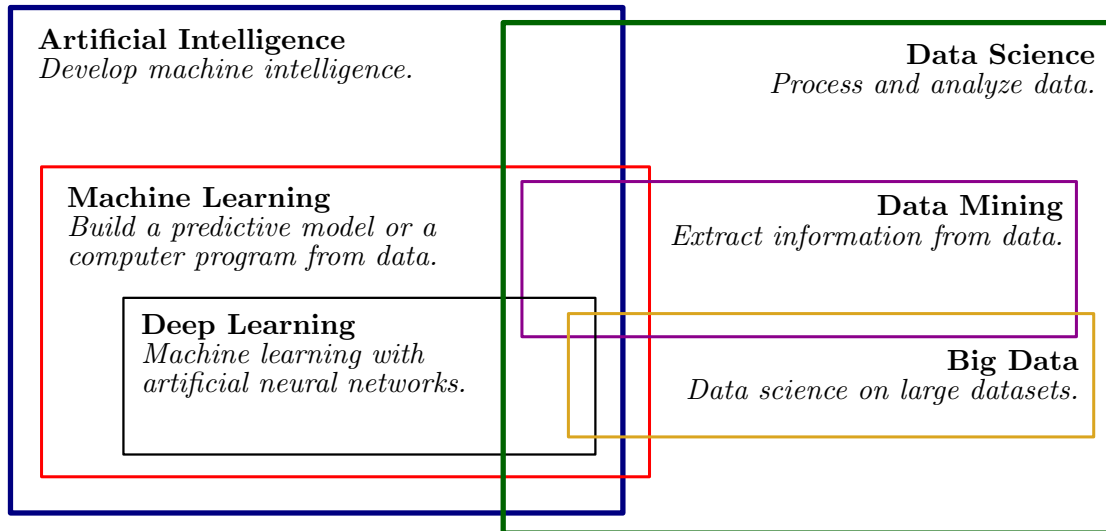 Artificial Intelligence
Develop machine intelligence.
Data Science
Process and analyze data.
Machine Learning
Build a predictive model or a
computer program from data.
Data Mining
Extract information from data.
Deep Learning
Machine learning with
artificial neural networks.
Big Data
Data science on large datasets.